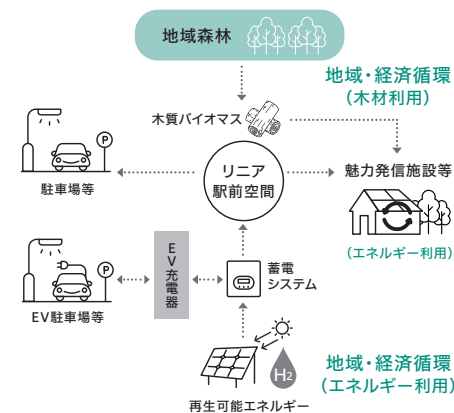 地域森林
地域・経済循環
（木材利用）
木質バイオマス
P
リニア
駅前空間
駐車場等
魅力発信施設等
（エネルギー利用）
EV充電器
P
蓄電
システム
EV駐車場等
H2
地域・経済循環
（エネルギー利用）
再生可能エネルギー